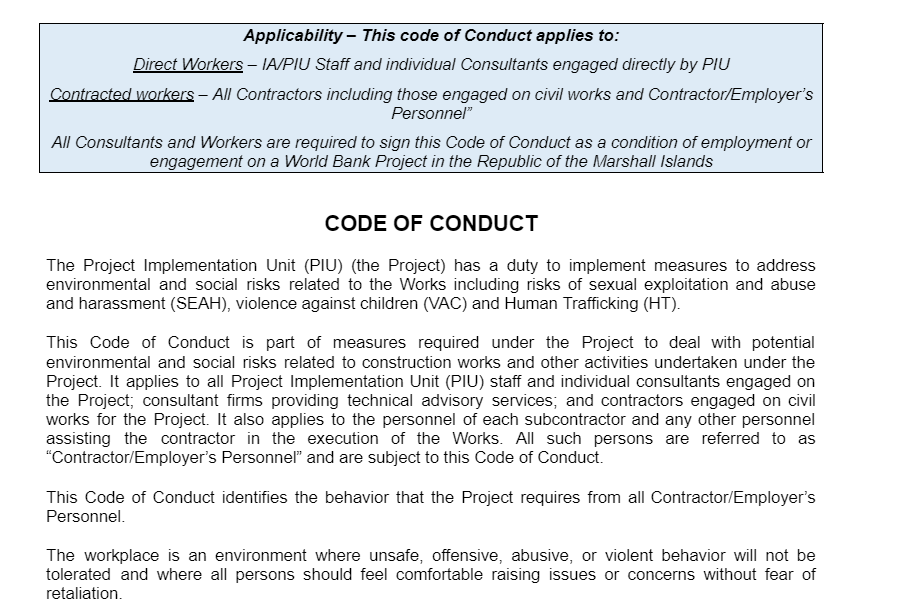 Applicability – This code of Conduct applies to:
Direct Workers – IA/PIU Staff and individual Consultants engaged directly by PIU
Contracted workers – All Contractors including those engaged on civil works and Contractor/Employer’s
Personnel”
All Consultants and Workers are required to sign this Code of Conduct as a condition of employment or
engagement on a World Bank Project in the Republic of the Marshall Islands
CODE OF CONDUCT
The Project Implementation Unit (PIU) (the Project) has a duty to implement measures to address
environmental and social risks related to the Works including risks of sexual exploitation and abuse
and harassment (SEAH), violence against children (VAC) and Human Trafficking (HT).
This Code of Conduct is part of measures required under the Project to deal with potential
environmental and social risks related to construction works and other activities undertaken under the
Project. It applies to all Project Implementation Unit (PIU) staff and individual consultants engaged on
the Project; consultant firms providing technical advisory services; and contractors engaged on civil
works for the Project. It also applies to the personnel of each subcontractor and any other personnel
assisting the contractor in the execution of the Works. All such persons are referred to as
“Contractor/Employer’s Personnel” and are subject to this Code of Conduct.
This Code of Conduct identifies the behavior that the Project requires from all Contractor/Employer’s
Personnel.
The workplace is an environment where unsafe, offensive, abusive, or violent behavior will not be
tolerated and where all persons should feel comfortable raising issues or concerns without fear of
retaliation.